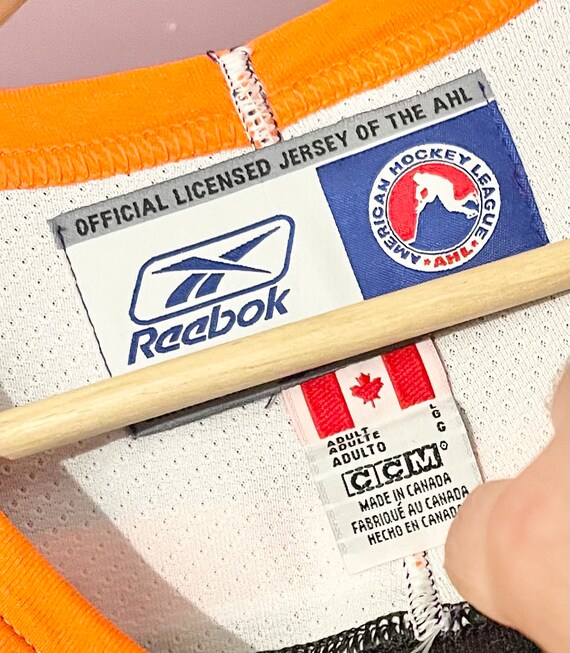 OFFICIAL LICENSED JERSEY OF THE AHL
Reebok
AMERICAN HOCKEY LEAGUE
★AHL★
ADULT
ADULTE
ADULTO
LG
G
CCM
MADE IN CANADA
FABRIQUÉ AU CANADA
HECHO EN CANADA